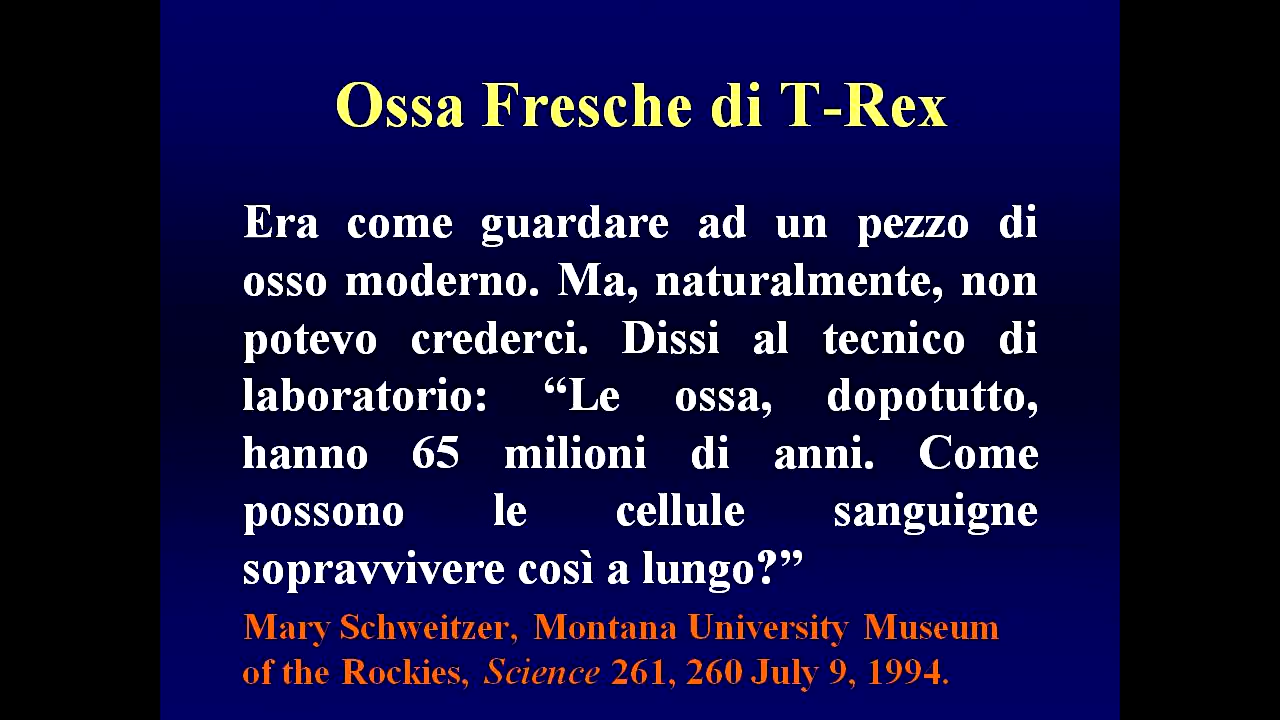 Ossa Fresche di T-Rex
Era come guardare ad un pezzo di
osso moderno. Ma, naturalmente, non
potevo crederci. Dissi al tecnico di
laboratorio: “Le ossa, dopotutto,
hanno 65 milioni di anni. Come
possono le cellule sanguigne
sopravvivere così a lungo?”
Mary Schweitzer, Montana University Museum
of the Rockies, Science 261, 260 July 9, 1994.